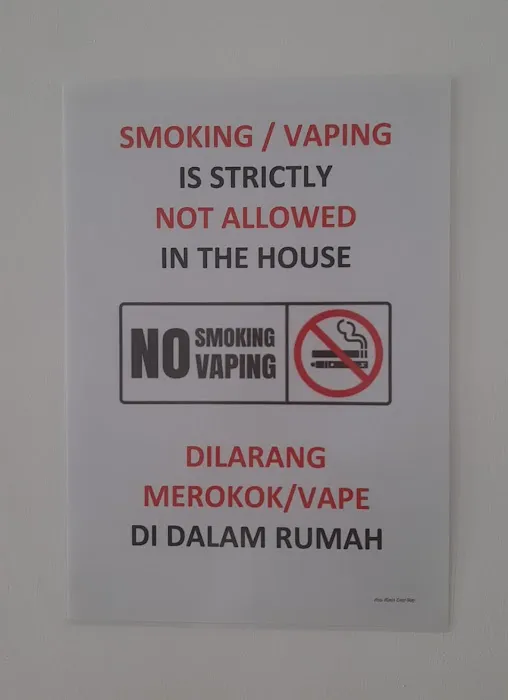 SMOKING / VAPING
IS STRICTLY
NOT ALLOWED
IN THE HOUSE
NO SMOKING
VAPING
DILARANG
MEROKOK/VAPE
DI DALAM RUMAH